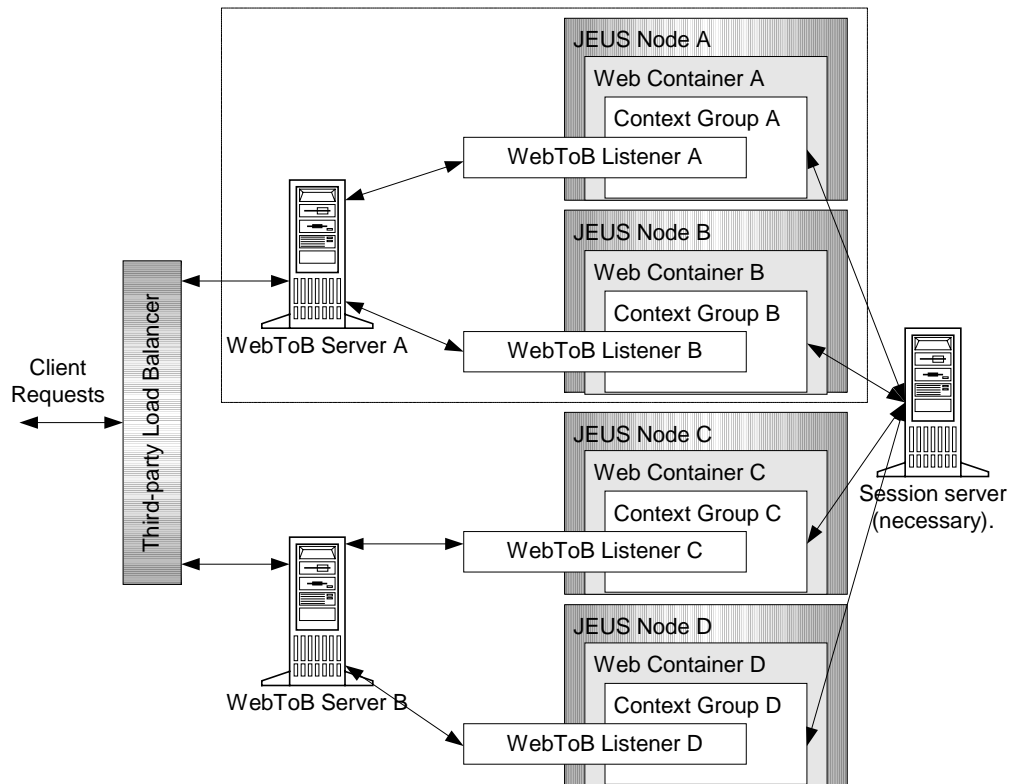 JEUS Node A
Web Container A
Context Group A
WebToB Listener A
JEUS Node B
Web Container B
Context Group B
WebToB Listener B
WebToB Server A
Client
Requests
Third-party Load Balancer
JEUS Node C
Web Container C
Context Group C
WebToB Listener C
Session server
(necessary).
JEUS Node D
Web Container D
Context Group D
WebToB Listener D
WebToB Server B